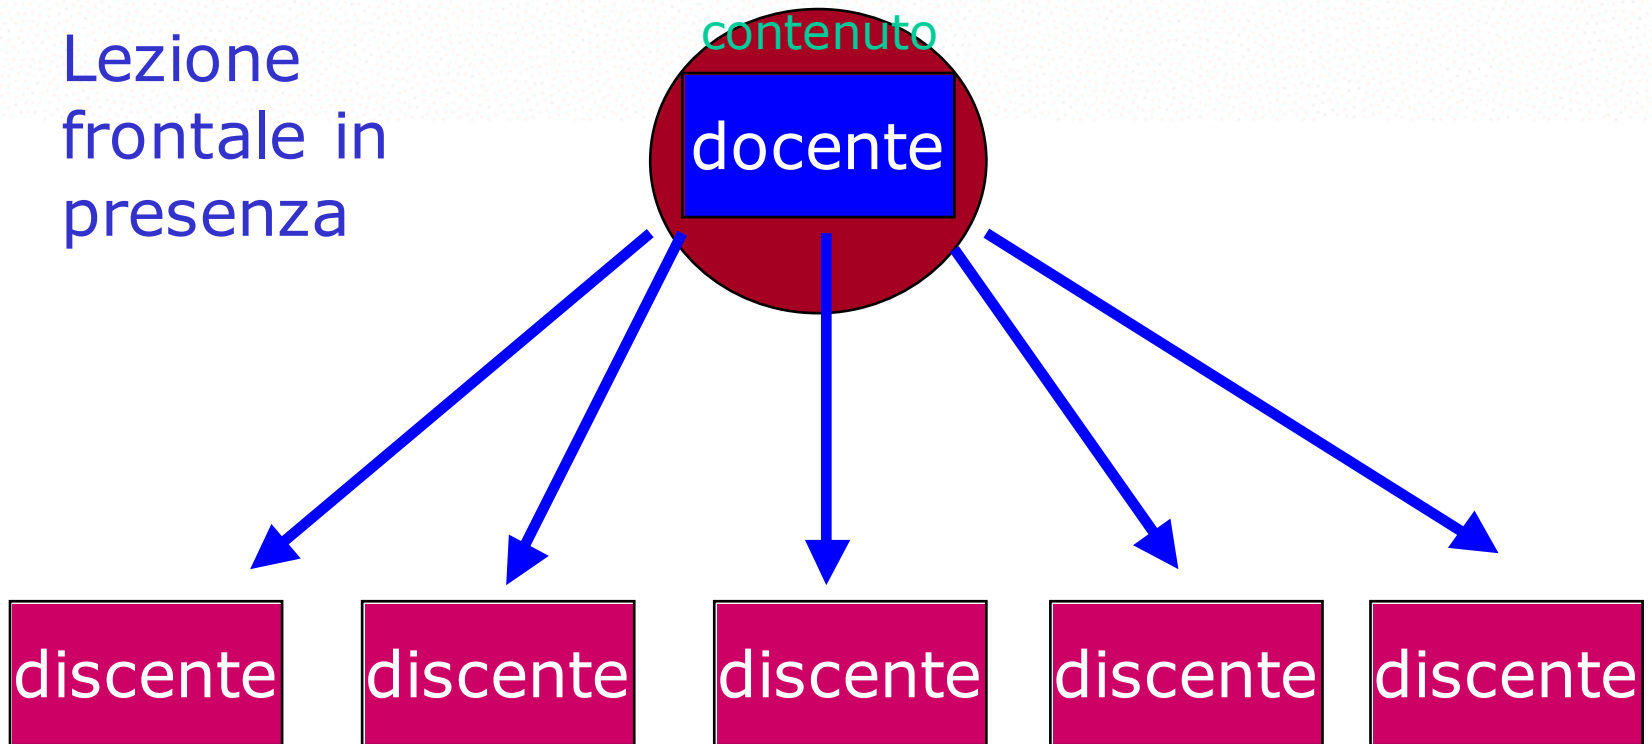 Lezione
frontale in
presenza
contenuto
docente
discente
discente
discente
discente
discente